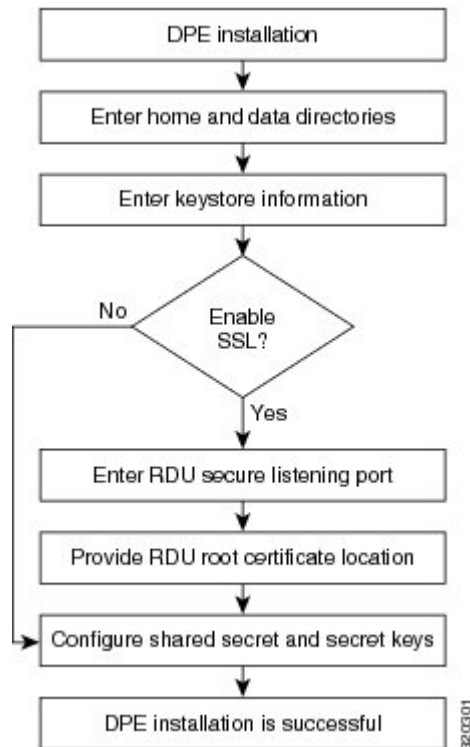 DPE installation
Enter home and data directories
Enter keystore information
Enable
SSL?
No
Yes
Enter RDU secure listening port
Provide RDU root certificate location
Configure shared secret and secret keys
DPE installation is successful
320301